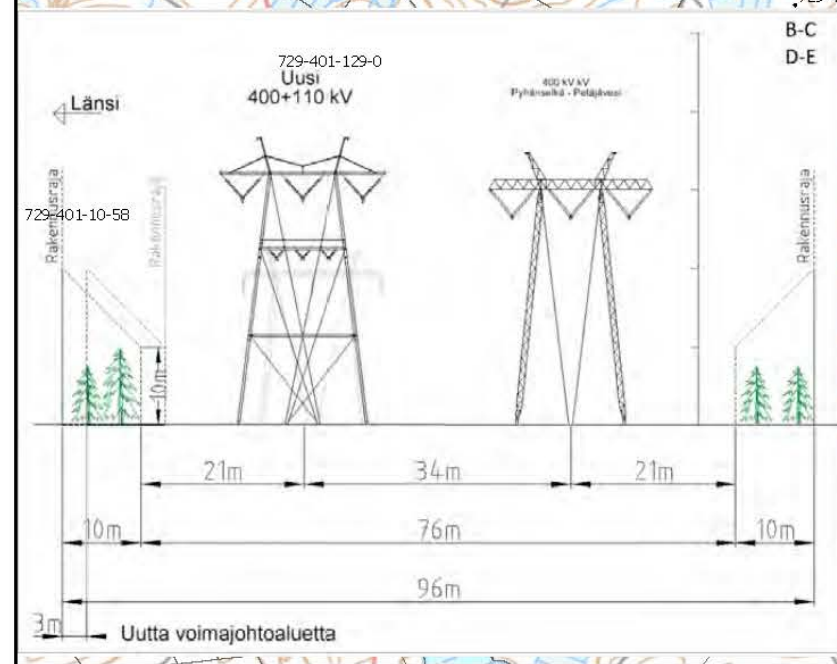 B-C
D-E
729-401-129-0
Uusi
400+110 kV
400 kV kV
Pyhänselkä - Petäjävesi
Länsi
Rakennusraja
729-401-10-58
Rakennusraja
Rakennusraja
10m
21m
34m
21m
10m
76m
10m
96m
3m
Uutta voimajohtoaluetta